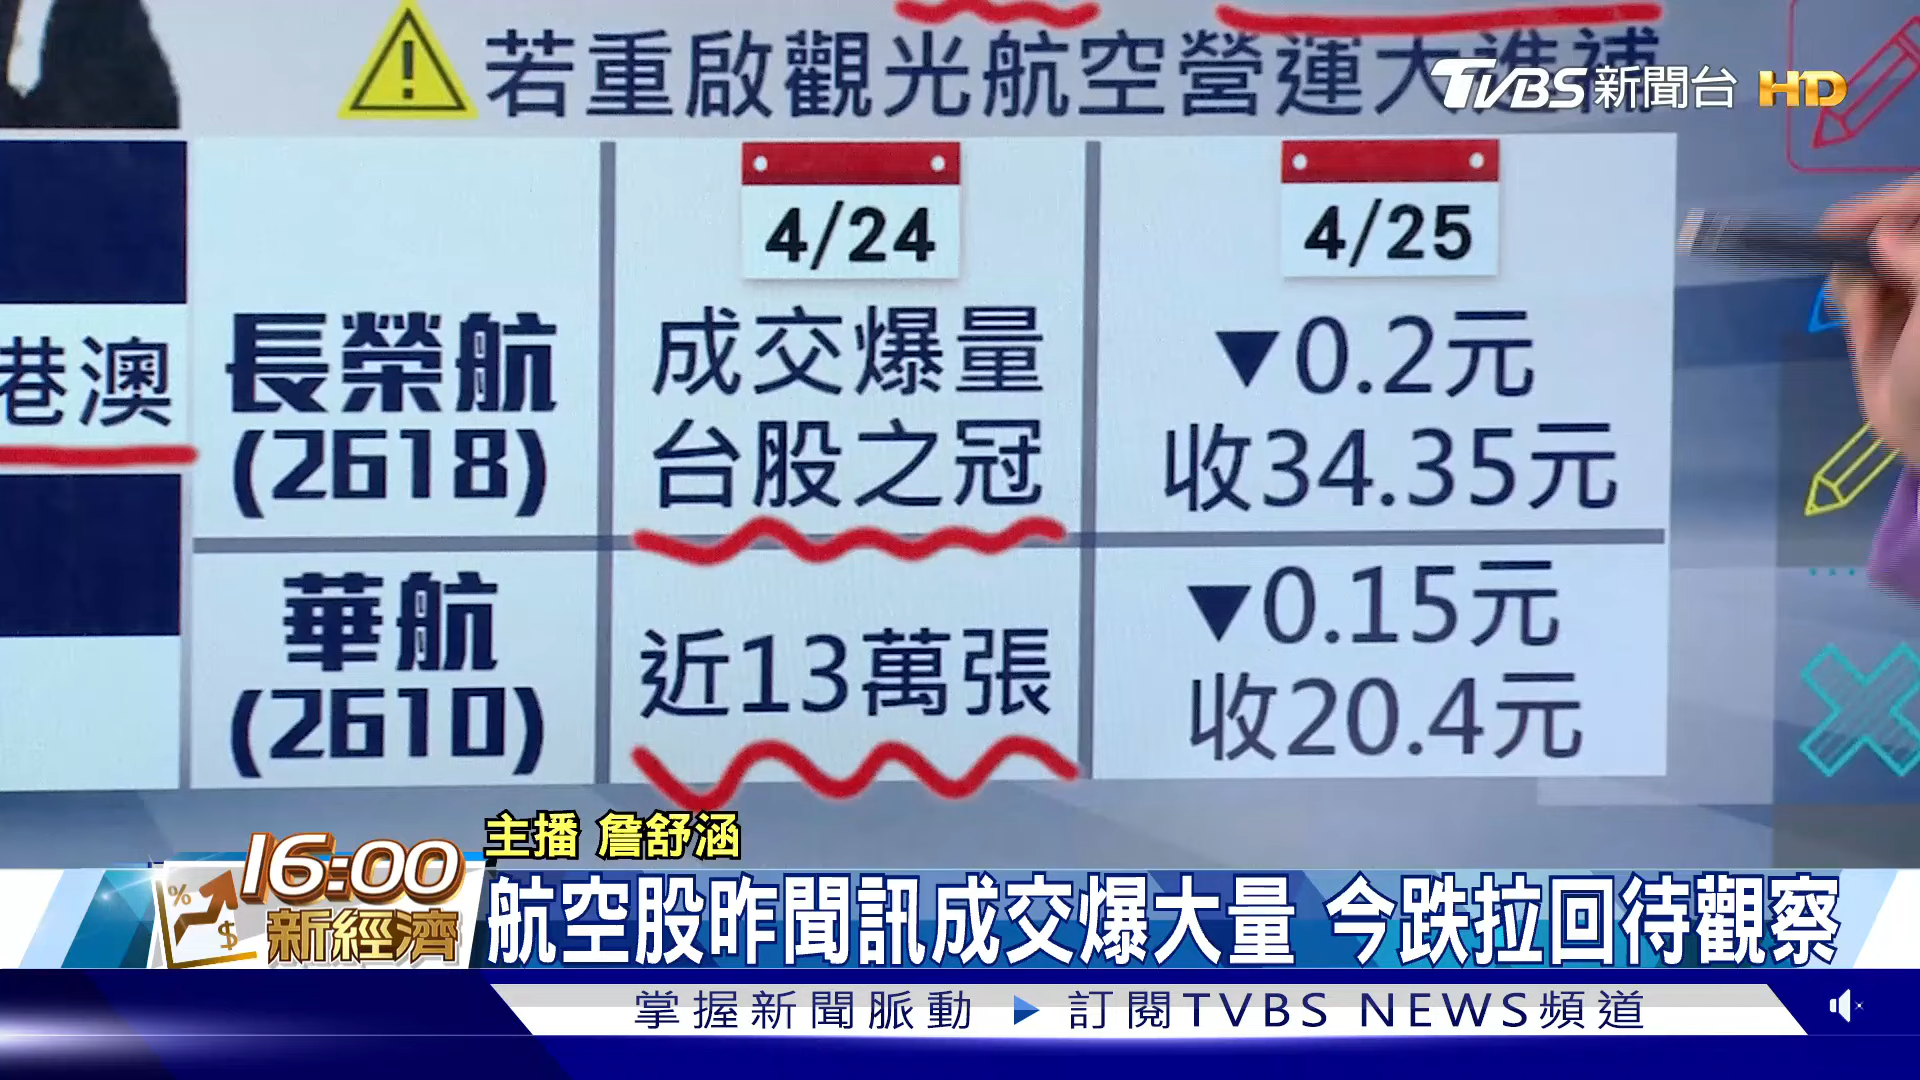 若重啟觀光航空營運大進補
TVBS新聞台 HD
4/24
4/25
港澳
長榮航
(2618)
成交爆量
台股之冠
▼0.2元
收34.35元
華航
(2610)
近13萬張
▼0.15元
收20.4元
主播 詹舒涵
16:00
新經濟
% $
航空股昨聞訊成交爆大量 今跌拉回待觀察
掌握新聞脈動 ▶ 訂閱TVBS NEWS頻道